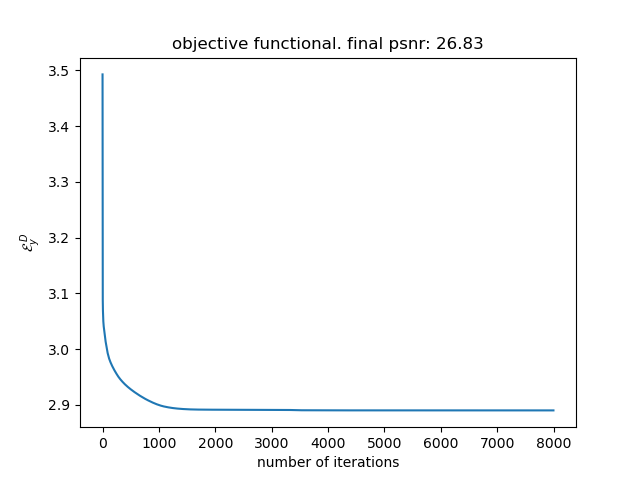 objective functional. final psnr: 26.83
3.5
3.4
3.3
3.2
3.1
3.0
2.9
ℰ_y^D
0 1000 2000 3000 4000 5000 6000 7000 8000
number of iterations